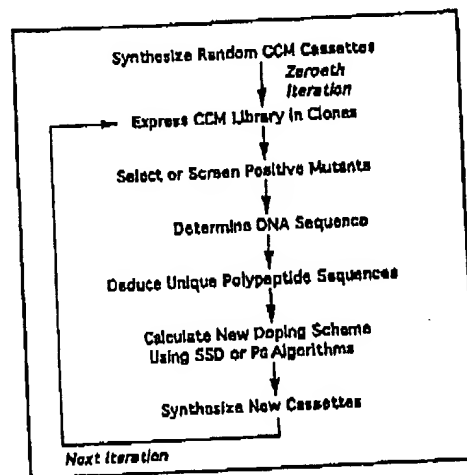 Synthesize Random CCM Cassettes
Zeroeth
Iteration
Express CCM Library in Clones
Select or Screen Positive Mutants
Determine DNA Sequence
Deduce Unique Polypeptide Sequences
Calculate New Doping Scheme
Using SSD or PG Algorithms
Synthesize New Cassettes
Next Iteration